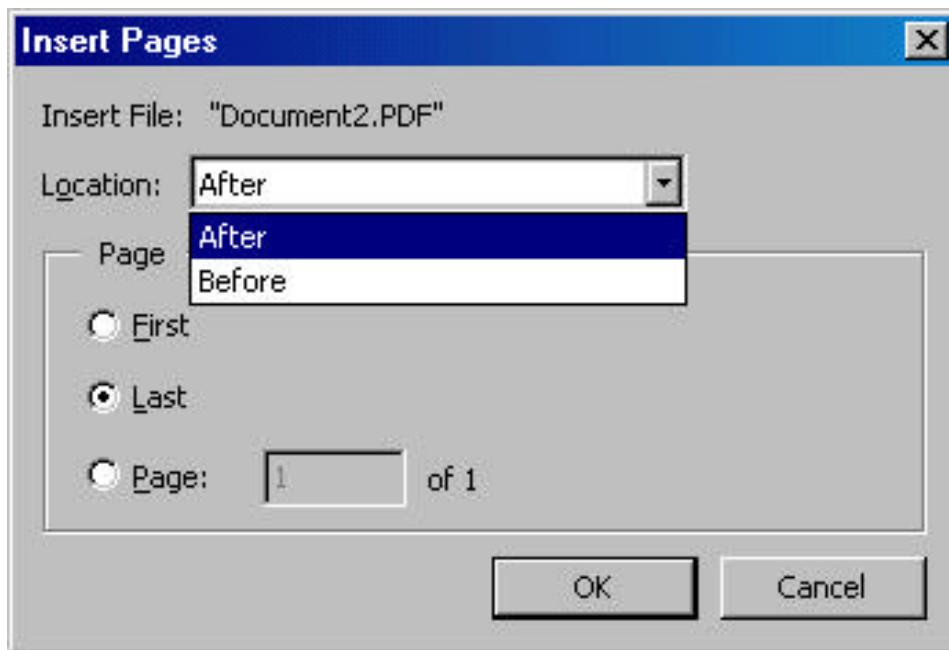 Insert Pages
Insert File: "Document2.PDF"
Location: After
After
Before
Page
First
Last
Page: 1 of 1
OK Cancel